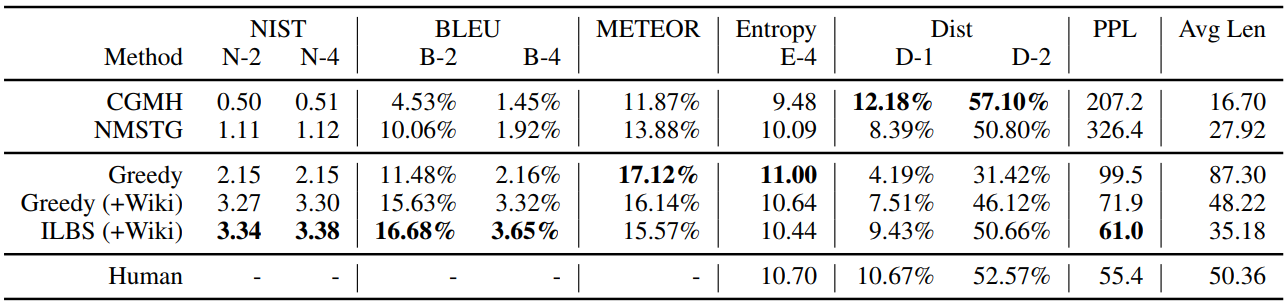 NIST BLEU METEOR Entropy Dist PPL Avg Len
Method N-2 N-4 B-2 B-4 E-4 D-1 D-2
CGMH 0.50 0.51 4.53% 1.45% 11.87% 9.48 12.18% 57.10% 207.2 16.70
NMSTG 1.11 1.12 10.06% 1.92% 13.88% 10.09 8.39% 50.80% 326.4 27.92
Greedy 2.15 2.15 11.48% 2.16% 17.12% 11.00 4.19% 31.42% 99.5 87.30
Greedy (+Wiki) 3.27 3.30 15.63% 3.32% 16.14% 10.64 7.51% 46.12% 71.9 48.22
ILBS (+Wiki) 3.34 3.38 16.68% 3.65% 15.57% 10.44 9.43% 50.66% 61.0 35.18
Human - - - - - 10.70 10.67% 52.57% 55.4 50.36